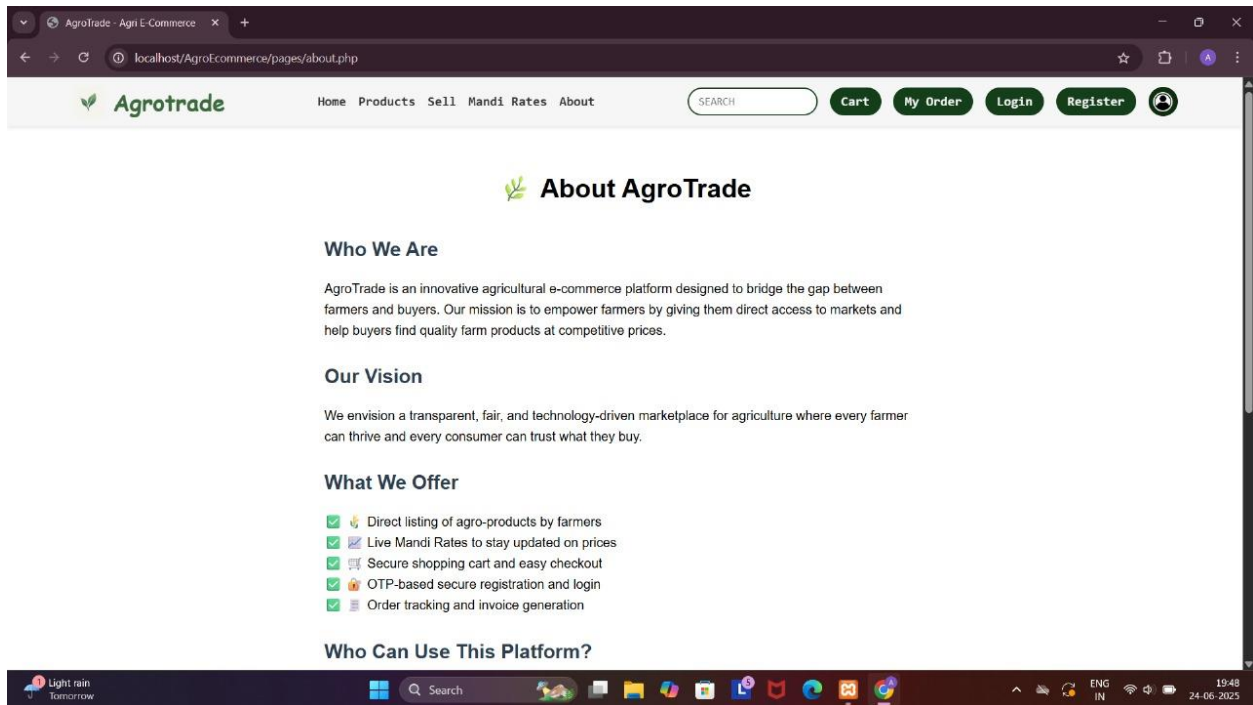 AgroTrade - Agri E-Commerce
localhost/AgroEcommerce/pages/about.php
Agrotrade
Home Products Sell Mandi Rates About
SEARCH
Cart
My Order
Login
Register
About AgroTrade
Who We Are
AgroTrade is an innovative agricultural e-commerce platform designed to bridge the gap between
farmers and buyers. Our mission is to empower farmers by giving them direct access to markets and
help buyers find quality farm products at competitive prices.
Our Vision
We envision a transparent, fair, and technology-driven marketplace for agriculture where every farmer
can thrive and every consumer can trust what they buy.
What We Offer
Direct listing of agro-products by farmers
Live Mandi Rates to stay updated on prices
Secure shopping cart and easy checkout
OTP-based secure registration and login
Order tracking and invoice generation
Who Can Use This Platform?
1
Light rain
Tomorrow
Search
ENG
IN
19:48
24-06-2025